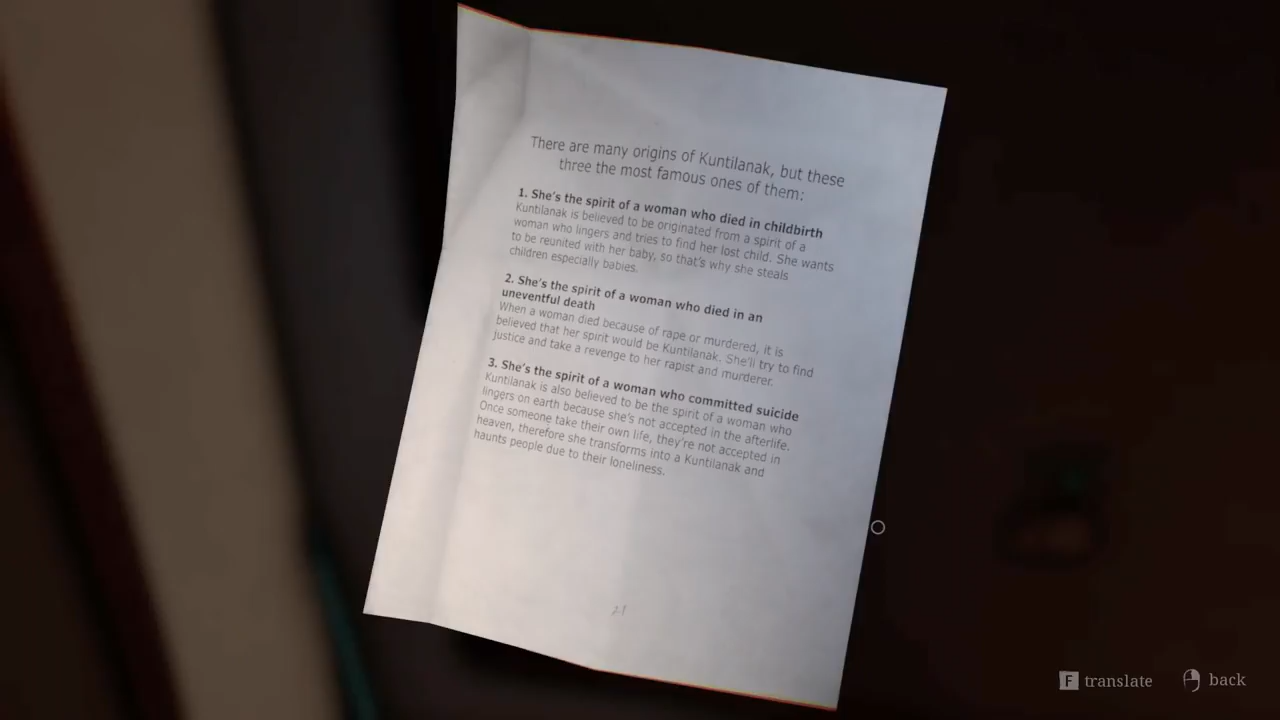 There are many origins of Kuntilanak, but these
three the most famous ones of them:
1. She's the spirit of a woman who died in childbirth
Kuntilanak is believed to be originated from a spirit of a
woman who lingers and tries to find her lost child. She wants
to be reunited with her baby, so that's why she steals
children especially babies.
2. She's the spirit of a woman who died in an
uneventful death
When a woman died because of rape or murdered, it is
believed that her spirit would be Kuntilanak. She'll try to find
justice and take a revenge to her rapist and murderer.
3. She's the spirit of a woman who committed suicide
Kuntilanak is also believed to be the spirit of a woman who
lingers on earth because she's not accepted in the afterlife.
Once someone take their own life, they're not accepted in
heaven, therefore she transforms into a Kuntilanak and
haunts people due to their loneliness.
21
F translate
back